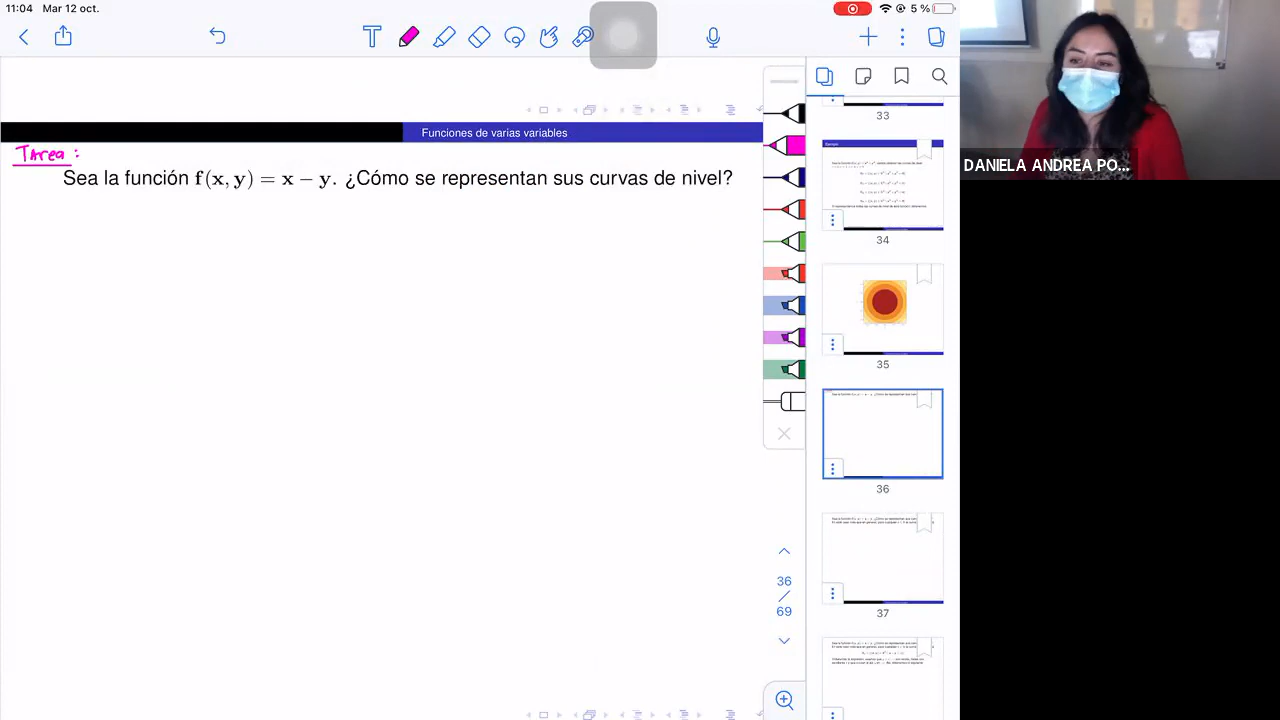 11:04 Mar 12 oct.
5 %
Funciones de varias variables
Tarea:
Sea la función f(x, y) = x − y. ¿Cómo se representan sus curvas de nivel?
33
34
35
36
37
36
69
DANIELA ANDREA PO...